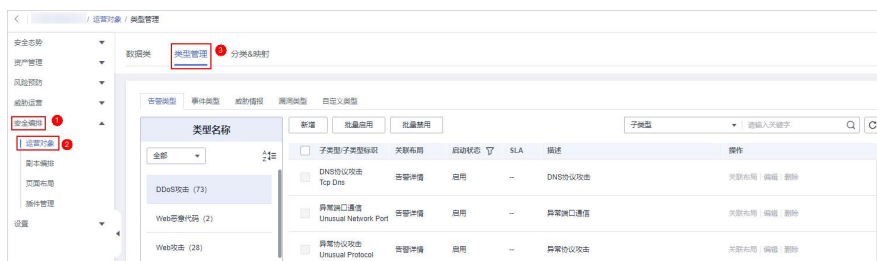 / 运营对象 / 类型管理
安全态势
资产管理
风险预防
威胁运营
安全编排 1
运营对象 2
剧本编排
页面布局
插件管理
设置
数据类 类型管理 3 分类&映射
告警类型 事件类型 威胁情报 漏洞类型 自定义类型
类型名称
全部
DDoS攻击 (73)
Web恶意代码 (2)
Web攻击 (28)
新增 批量启用 批量禁用 子类型 请输入关键字
子类型/子类型标识 关联布局 启动状态 SLA 描述 操作
DNS协议攻击
Tcp Dns
告警详情 启用 -- DNS协议攻击 关联布局 编辑 删除
异常端口通信
Unusual Network Port
告警详情 启用 -- 异常端口通信 关联布局 编辑 删除
异常协议攻击
Unusual Protocol
告警详情 启用 -- 异常协议攻击 关联布局 编辑 删除